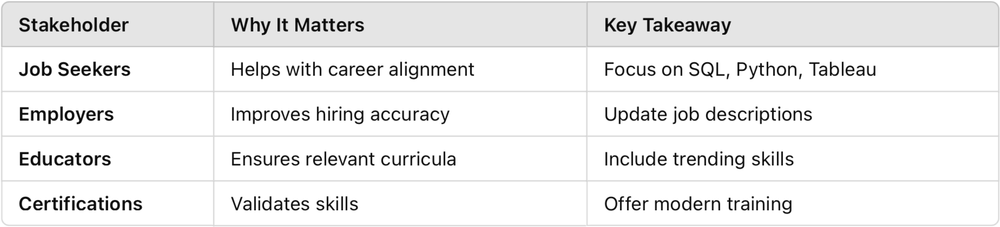 Stakeholder Why It Matters Key Takeaway
Job Seekers Helps with career alignment Focus on SQL, Python, Tableau
Employers Improves hiring accuracy Update job descriptions
Educators Ensures relevant curricula Include trending skills
Certifications Validates skills Offer modern training